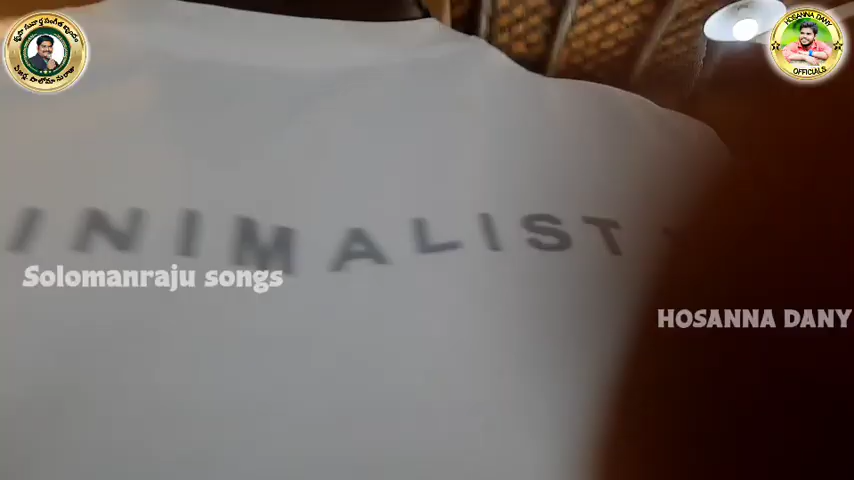 HOSANNA DANY
OFFICIALS
INIMALIST
Solomanraju songs
HOSANNA DANY